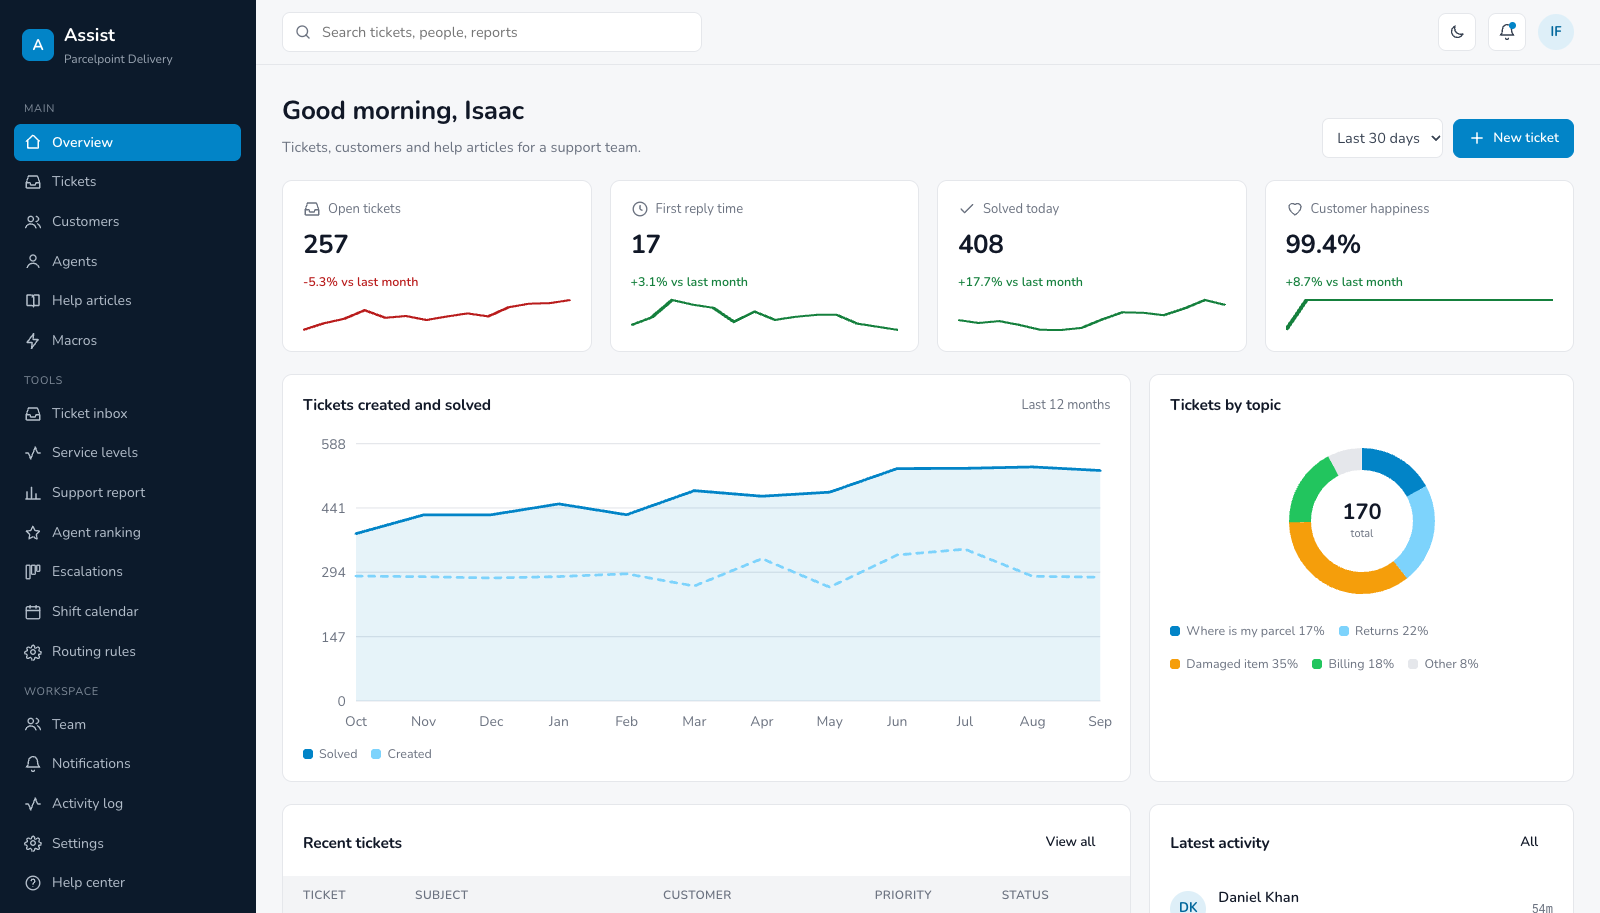 A
Assist
Parcelpoint Delivery
MAIN
Overview
Tickets
Customers
Agents
Help articles
Macros
TOOLS
Ticket inbox
Service levels
Support report
Agent ranking
Escalations
Shift calendar
Routing rules
WORKSPACE
Team
Notifications
Activity log
Settings
Help center
Search tickets, people, reports
IF
Good morning, Isaac
Tickets, customers and help articles for a support team.
Last 30 days
New ticket
Open tickets
257
-5.3% vs last month
First reply time
17
+3.1% vs last month
Solved today
408
+17.7% vs last month
Customer happiness
99.4%
+8.7% vs last month
Tickets created and solved
Last 12 months
588
441
294
147
0
Oct Nov Dec Jan Feb Mar Apr May Jun Jul Aug Sep
Solved Created
Tickets by topic
170
total
Where is my parcel 17% Returns 22%
Damaged item 35% Billing 18% Other 8%
Recent tickets
View all
TICKET SUBJECT CUSTOMER PRIORITY STATUS
Latest activity
All
DK
Daniel Khan
54m